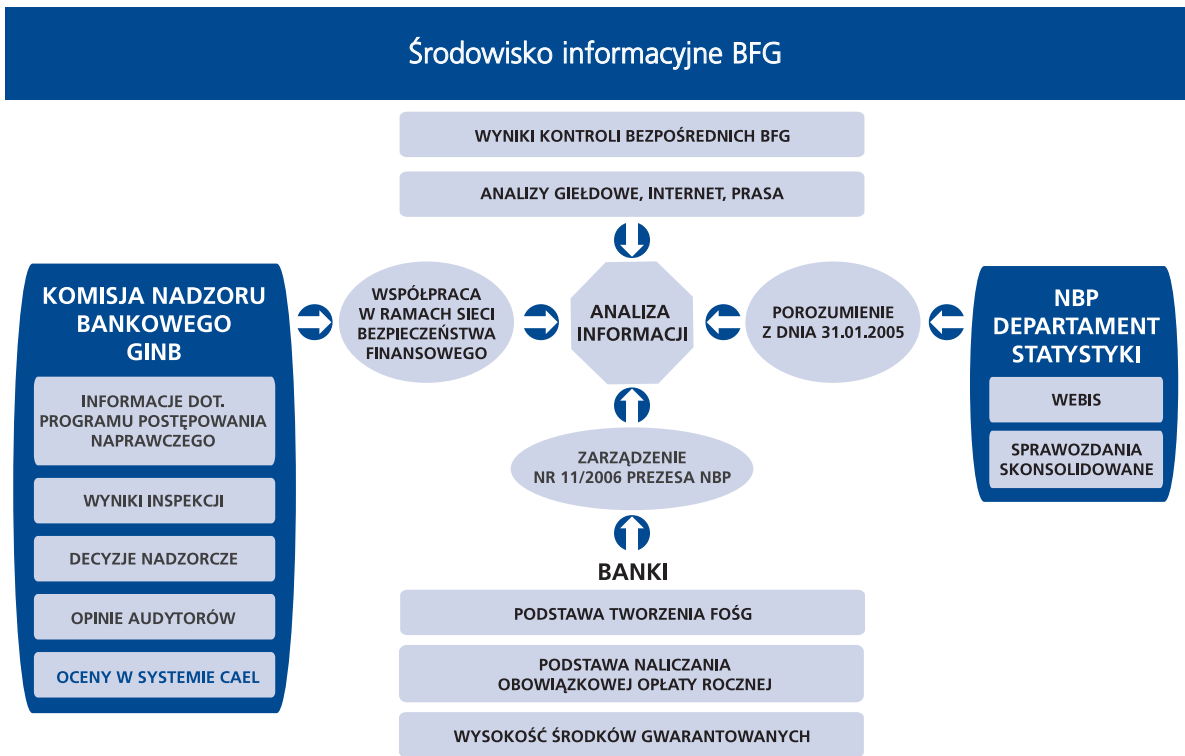 Środowisko informacyjne BFG
WYNIKI KONTROLI BEZPOŚREDNICH BFG
ANALIZY GIEŁDOWE, INTERNET, PRASA
KOMISJA NADZORU
BANKOWEGO
GINB
INFORMACJE DOT.
PROGRAMU POSTĘPOWANIA
NAPRAWCZEGO
WYNIKI INSPEKCJI
DECYZJE NADZORCZE
OPINIE AUDYTORÓW
OCENY W SYSTEMIE CAEL
WSPÓŁPRACA
W RAMACH SIECI
BEZPIECZEŃSTWA
FINANSOWEGO
ANALIZA
INFORMACJI
POROZUMIENIE
Z DNIA 31.01.2005
NBP
DEPARTAMENT
STATYSTYKI
WEBIS
SPRAWOZDANIA
SKONSOLIDOWANE
ZARZĄDZENIE
NR 11/2006 PREZESA NBP
BANKI
PODSTAWA TWORZENIA FOŚG
PODSTAWA NALICZANIA
OBOWIĄZKOWEJ OPŁATY ROCZNEJ
WYSOKOŚĆ ŚRODKÓW GWARANTOWANYCH